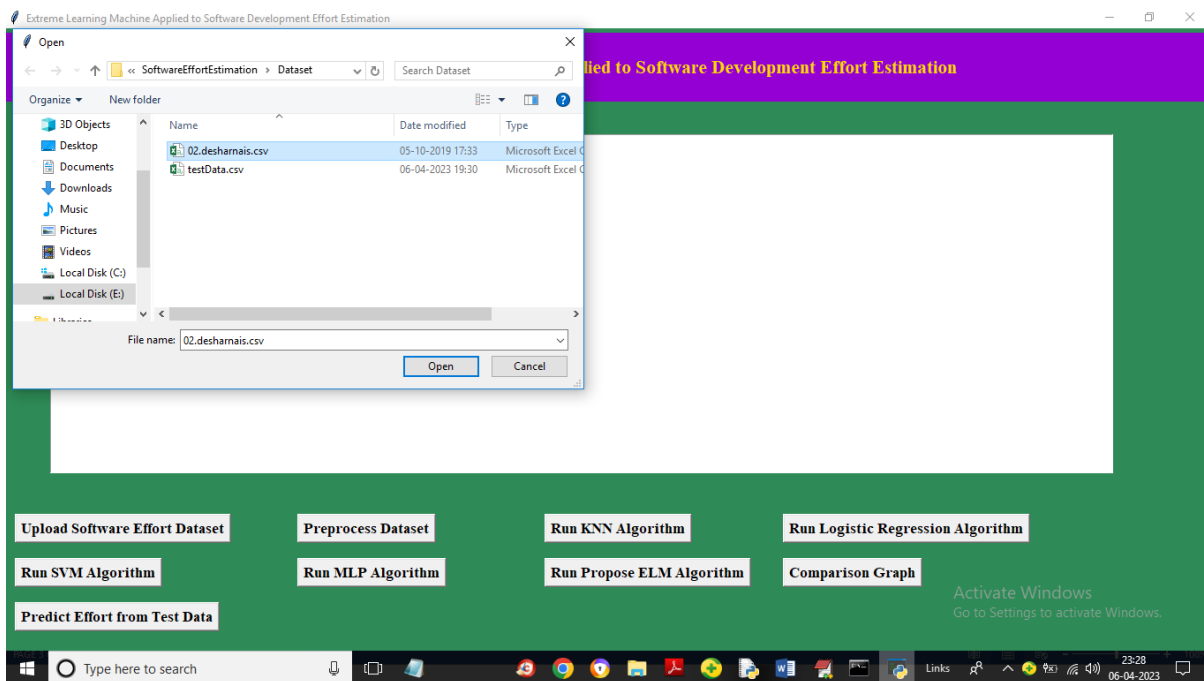 Extreme Learning Machine Applied to Software Development Effort Estimation
Open
lied to Software Development Effort Estimation
« SoftwareEffortEstimation > Dataset
Search Dataset
Organize
New folder
Name
Date modified
Type
3D Objects
Desktop
Documents
Downloads
Music
Pictures
Videos
Local Disk (C:)
Local Disk (E:)
Libraries
02.desharnais.csv
05-10-2019 17:33
Microsoft Excel C
testData.csv
06-04-2023 19:30
Microsoft Excel C
File name:
02.desharnais.csv
Open
Cancel
Upload Software Effort Dataset
Preprocess Dataset
Run KNN Algorithm
Run Logistic Regression Algorithm
Run SVM Algorithm
Run MLP Algorithm
Run Propose ELM Algorithm
Comparison Graph
Predict Effort from Test Data
Activate Windows
Go to Settings to activate Windows.
Type here to search
Links
23:28
06-04-2023